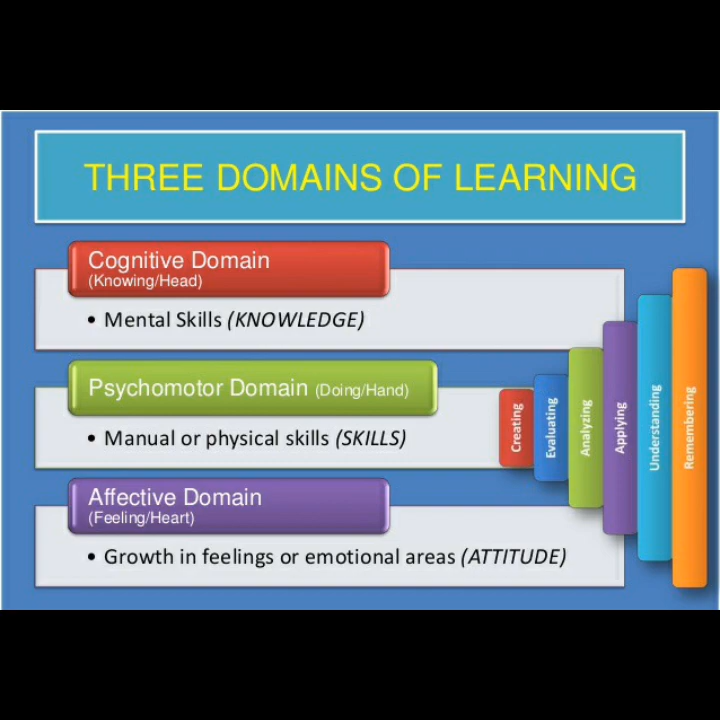 THREE DOMAINS OF LEARNING
Cognitive Domain
(Knowing/Head)
• Mental Skills (KNOWLEDGE)
Psychomotor Domain (Doing/Hand)
• Manual or physical skills (SKILLS)
Affective Domain
(Feeling/Heart)
• Growth in feelings or emotional areas (ATTITUDE)
Creating
Evaluating
Analyzing
Applying
Understanding
Remembering